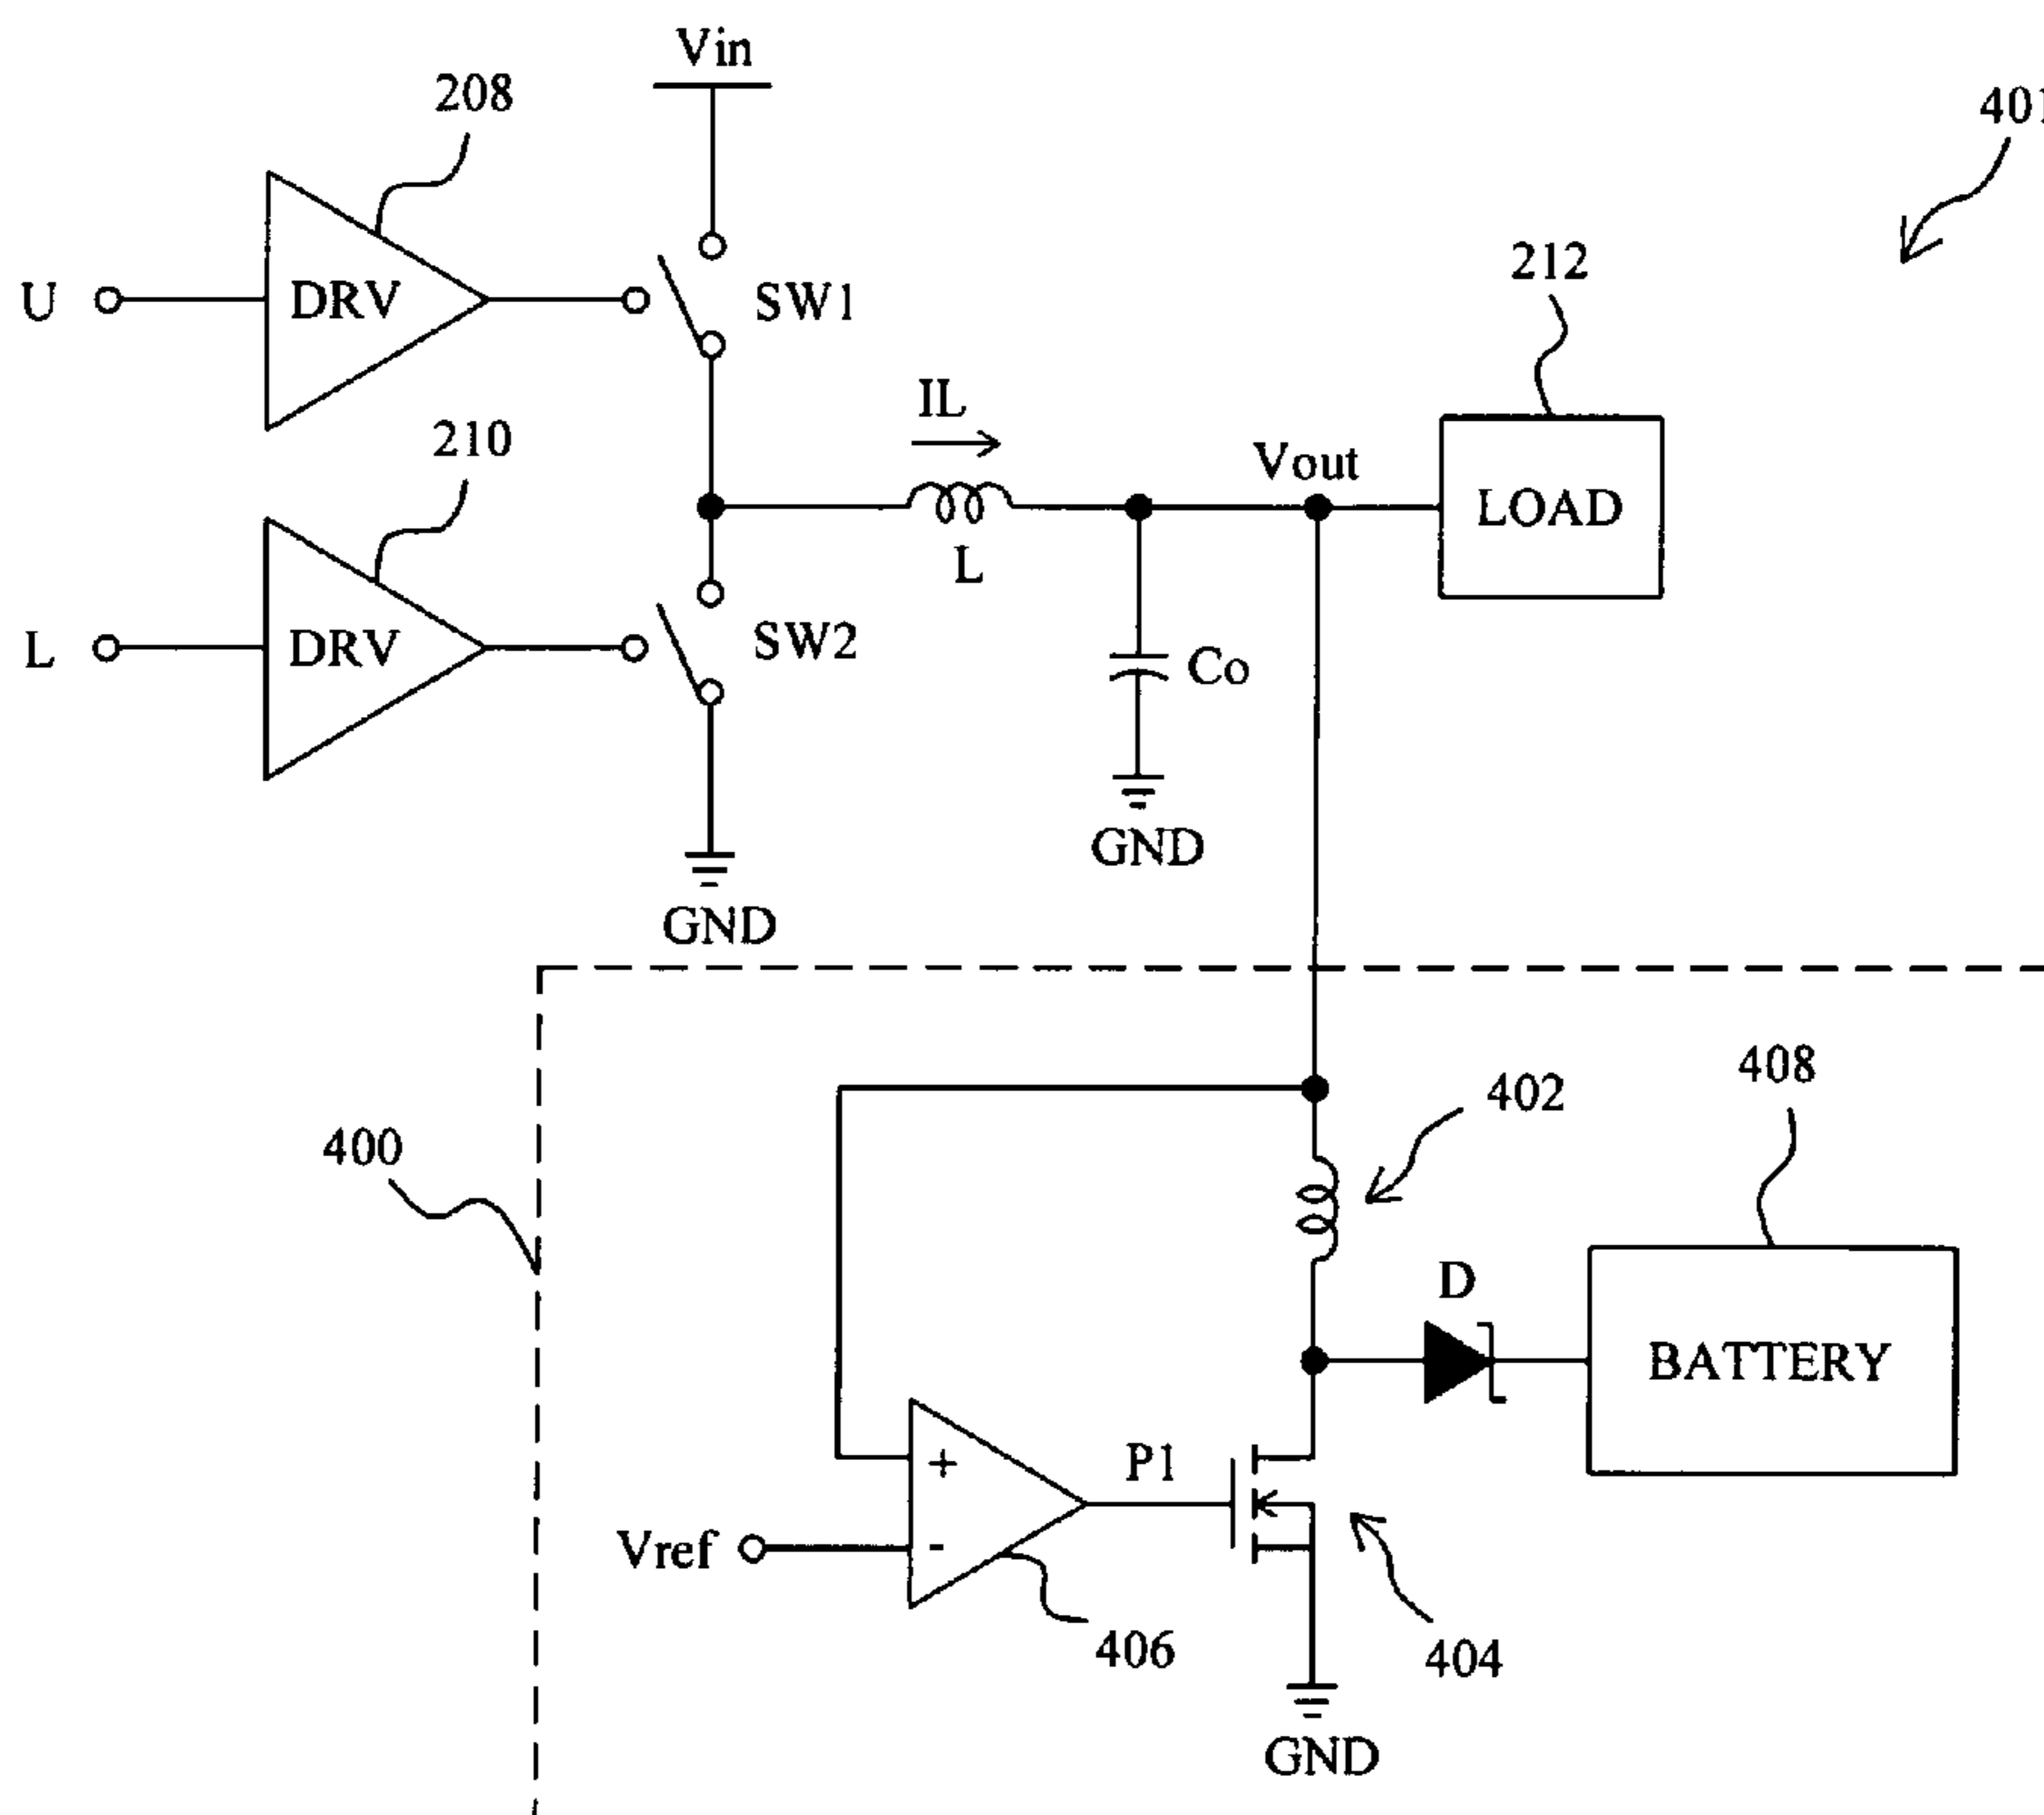 Vin
208
401
U
DRV
SW1
212
IL
210
Vout
LOAD
L
L
DRV
SW2
Co
GND
GND
408
402
400
D
BATTERY
P1
+
-
Vref
406
404
GND